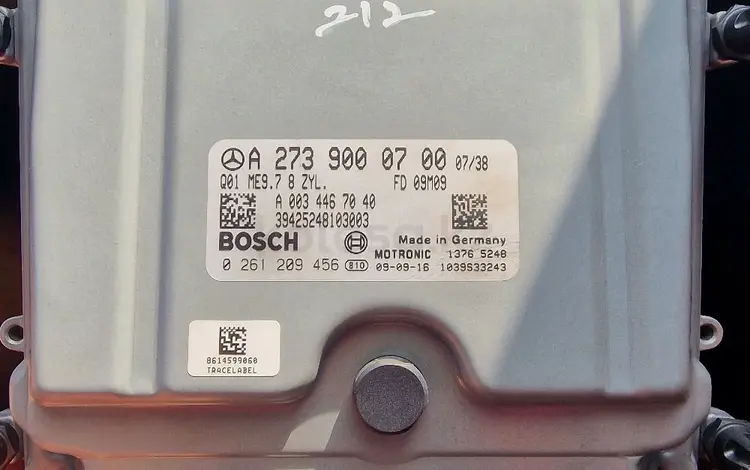 212
A 273 900 07 00 07/38
Q01 ME9.7 8 ZYL. FD 09M09
A 003 446 70 40
39425248103003
BOSCH Made in Germany
MOTRONIC 1376 5248
0 261 209 456 810 09-09-16 1039S33243
8614599060
TRACELABEL